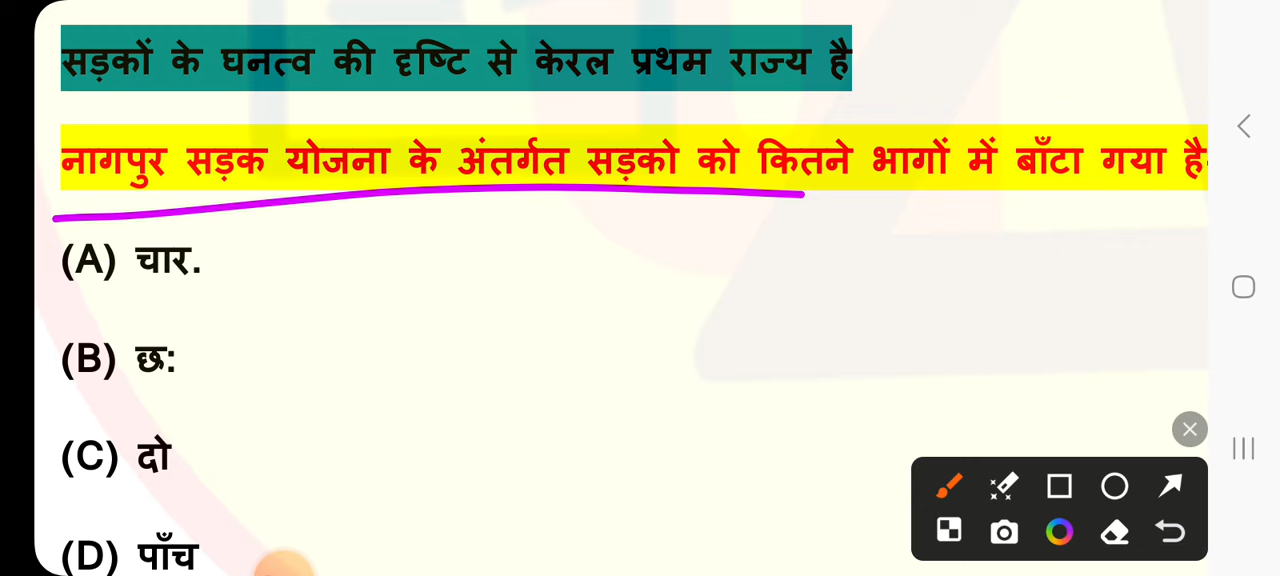 सड़कों के घनत्व की दृष्टि से केरल प्रथम राज्य है
नागपुर सड़क योजना के अंतर्गत सड़को को कितने भागों में बाँटा गया है-
(A) चार.
(B) छ:
(C) दो
(D) पाँच